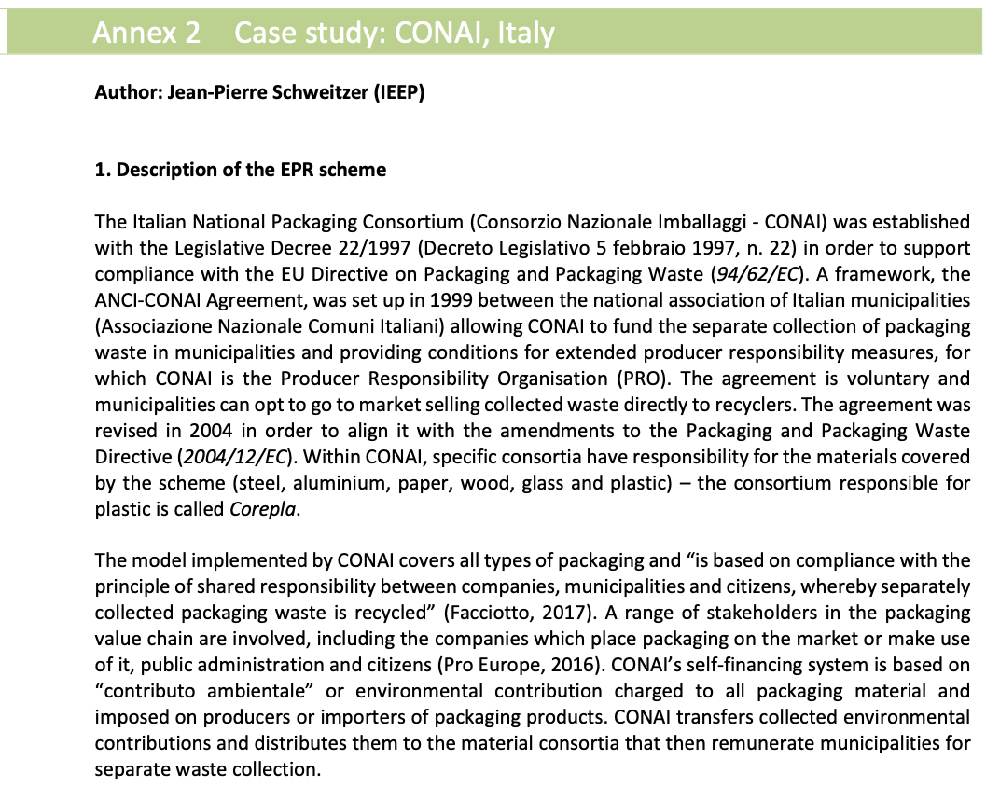 Annex 2 Case study: CONAI, Italy
Author: Jean-Pierre Schweitzer (IEEP)
1. Description of the EPR scheme
The Italian National Packaging Consortium (Consorzio Nazionale Imballaggi - CONAI) was established
with the Legislative Decree 22/1997 (Decreto Legislativo 5 febbraio 1997, n. 22) in order to support
compliance with the EU Directive on Packaging and Packaging Waste (94/62/EC). A framework, the
ANCI-CONAI Agreement, was set up in 1999 between the national association of Italian municipalities
(Associazione Nazionale Comuni Italiani) allowing CONAI to fund the separate collection of packaging
waste in municipalities and providing conditions for extended producer responsibility measures, for
which CONAI is the Producer Responsibility Organisation (PRO). The agreement is voluntary and
municipalities can opt to go to market selling collected waste directly to recyclers. The agreement was
revised in 2004 in order to align it with the amendments to the Packaging and Packaging Waste
Directive (2004/12/EC). Within CONAI, specific consortia have responsibility for the materials covered
by the scheme (steel, aluminium, paper, wood, glass and plastic) – the consortium responsible for
plastic is called Corepla.
The model implemented by CONAI covers all types of packaging and “is based on compliance with the
principle of shared responsibility between companies, municipalities and citizens, whereby separately
collected packaging waste is recycled” (Facciotto, 2017). A range of stakeholders in the packaging
value chain are involved, including the companies which place packaging on the market or make use
of it, public administration and citizens (Pro Europe, 2016). CONAI’s self-financing system is based on
“contributo ambientale” or environmental contribution charged to all packaging material and
imposed on producers or importers of packaging products. CONAI transfers collected environmental
contributions and distributes them to the material consortia that then remunerate municipalities for
separate waste collection.